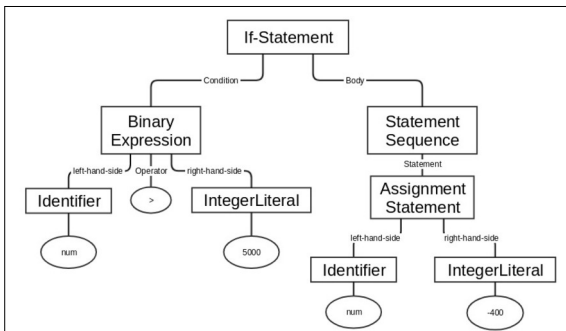 If-Statement
Condition
Body
Binary
Expression
Statement
Sequence
left-hand-side
Operator
right-hand-side
Statement
Identifier
>
IntegerLiteral
Assignment
Statement
num
5000
left-hand-side
right-hand-side
Identifier
IntegerLiteral
num
-400